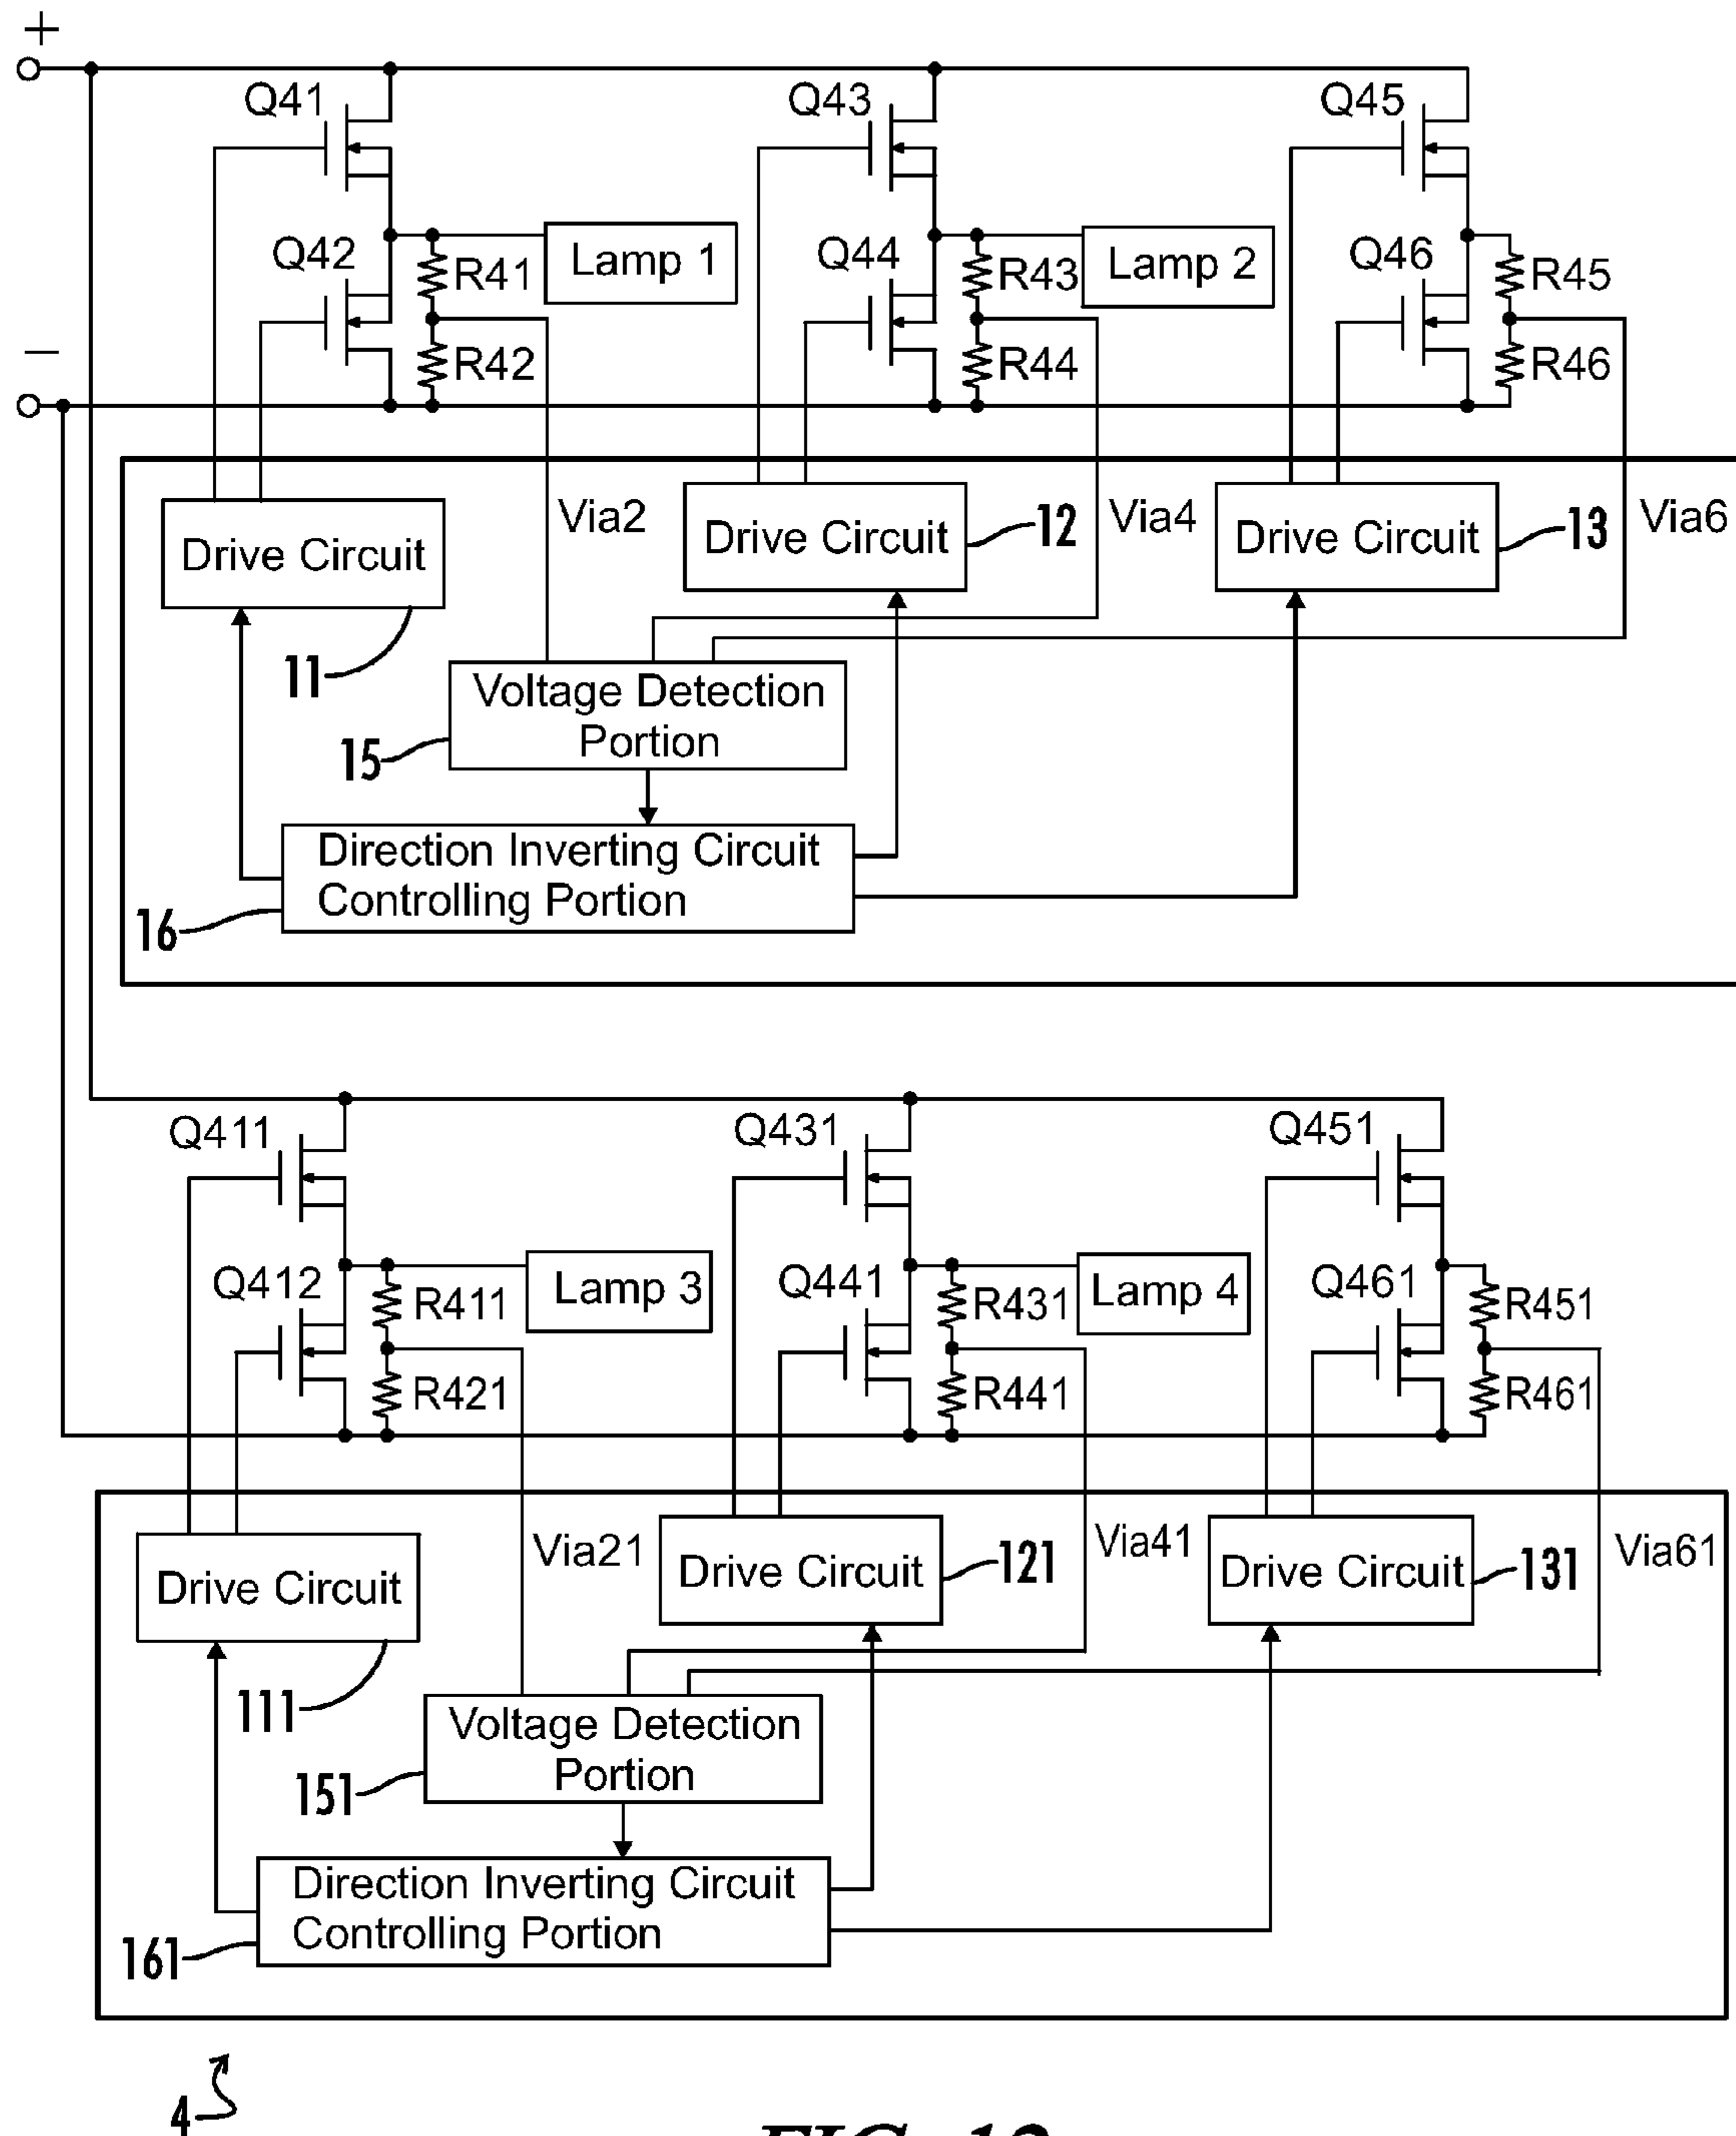 +
Q41
Q43
Q45
Q42
R41
Lamp 1
Q44
R43
Lamp 2
Q46
R45
−
R42
R44
R46
Drive Circuit
Via2
Drive Circuit
12
Via4
Drive Circuit
13
Via6
11
Voltage Detection
Portion
15
Direction Inverting Circuit
Controlling Portion
16
Q411
Q431
Q451
Q412
R411
Lamp 3
Q441
R431
Lamp 4
Q461
R451
R421
R441
R461
Drive Circuit
Via21
Drive Circuit
121
Via41
Drive Circuit
131
Via61
111
Voltage Detection
Portion
151
Direction Inverting Circuit
Controlling Portion
161
4